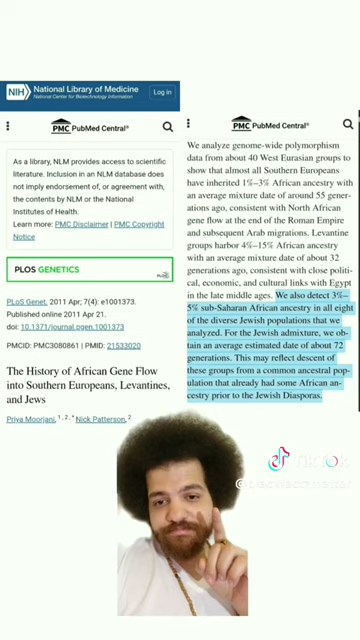 NIH National Library of Medicine
National Center for Biotechnology Information
Log in
PMC PubMed Central®
As a library, NLM provides access to scientific
literature. Inclusion in an NLM database does
not imply endorsement of, or agreement with,
the contents by NLM or the National
Institutes of Health.
Learn more: PMC Disclaimer | PMC Copyright
Notice
PLOS GENETICS
PLoS Genet. 2011 Apr; 7(4): e1001373.
Published online 2011 Apr 21.
doi: 10.1371/journal.pgen.1001373
PMCID: PMC3080861 | PMID: 21533020
The History of African Gene Flow
into Southern Europeans, Levantines,
and Jews
Priya Moorjani, 1, 2, * Nick Patterson, 2
PMC PubMed Central®
We analyze genome-wide polymorphism
data from about 40 West Eurasian groups to
show that almost all Southern Europeans
have inherited 1%–3% African ancestry with
an average mixture date of around 55 gener-
ations ago, consistent with North African
gene flow at the end of the Roman Empire
and subsequent Arab migrations. Levantine
groups harbor 4%–15% African ancestry
with an average mixture date of about 32
generations ago, consistent with close politi-
cal, economic, and cultural links with Egypt
in the late middle ages. We also detect 3%–
5% sub-Saharan African ancestry in all eight
of the diverse Jewish populations that we
analyzed. For the Jewish admixture, we ob-
tain an average estimated date of about 72
generations. This may reflect descent of
these groups from a common ancestral pop-
ulation that already had some African an-
cestry prior to the Jewish Diasporas.
TikTok